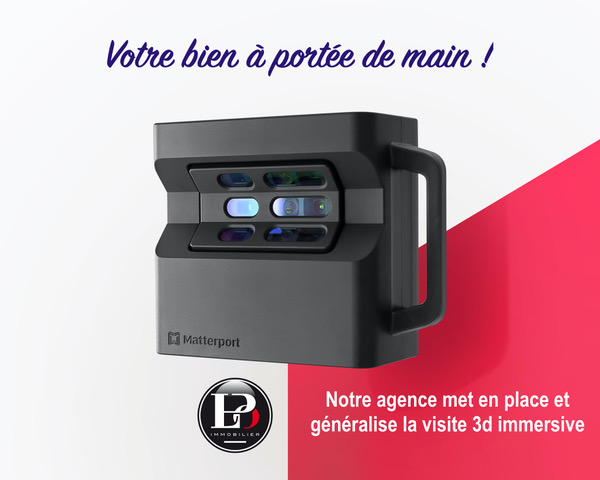 Votre bien à portée de main !
Matterport
IMMOBILIER
Notre agence met en place et
généralise la visite 3d immersive